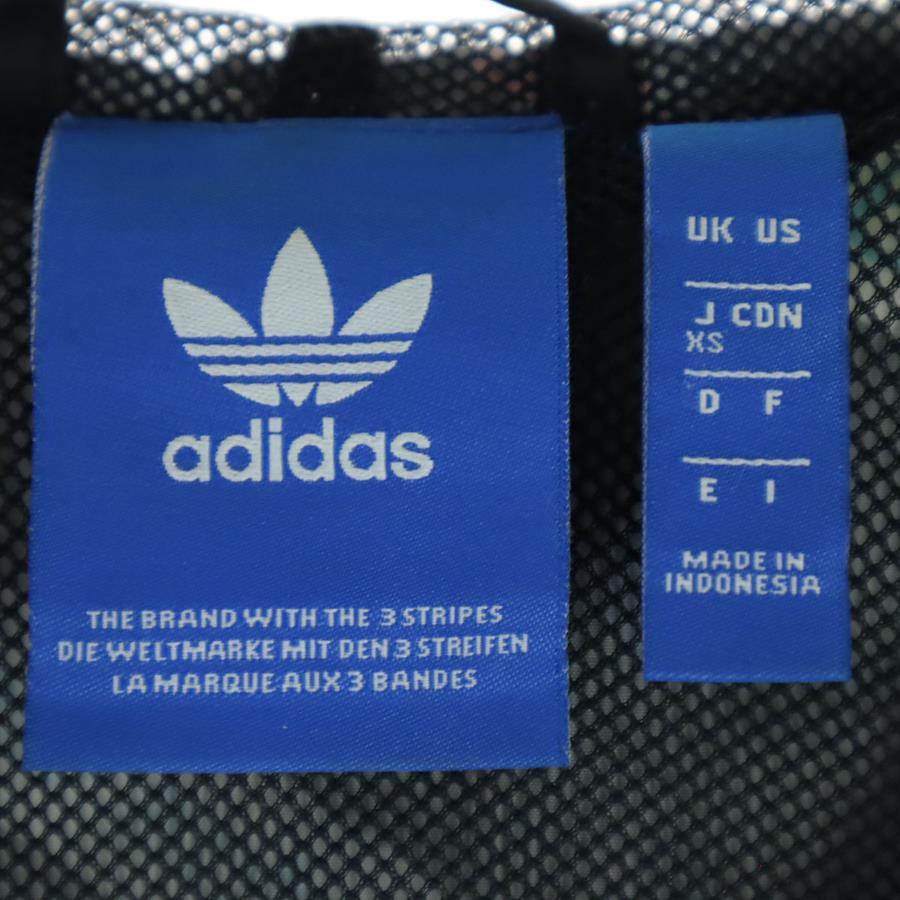 adidas
THE BRAND WITH THE 3 STRIPES
DIE WELTMARKE MIT DEN 3 STREIFEN
LA MARQUE AUX 3 BANDES
UK US
J CDN
XS
D F
E I
MADE IN
INDONESIA